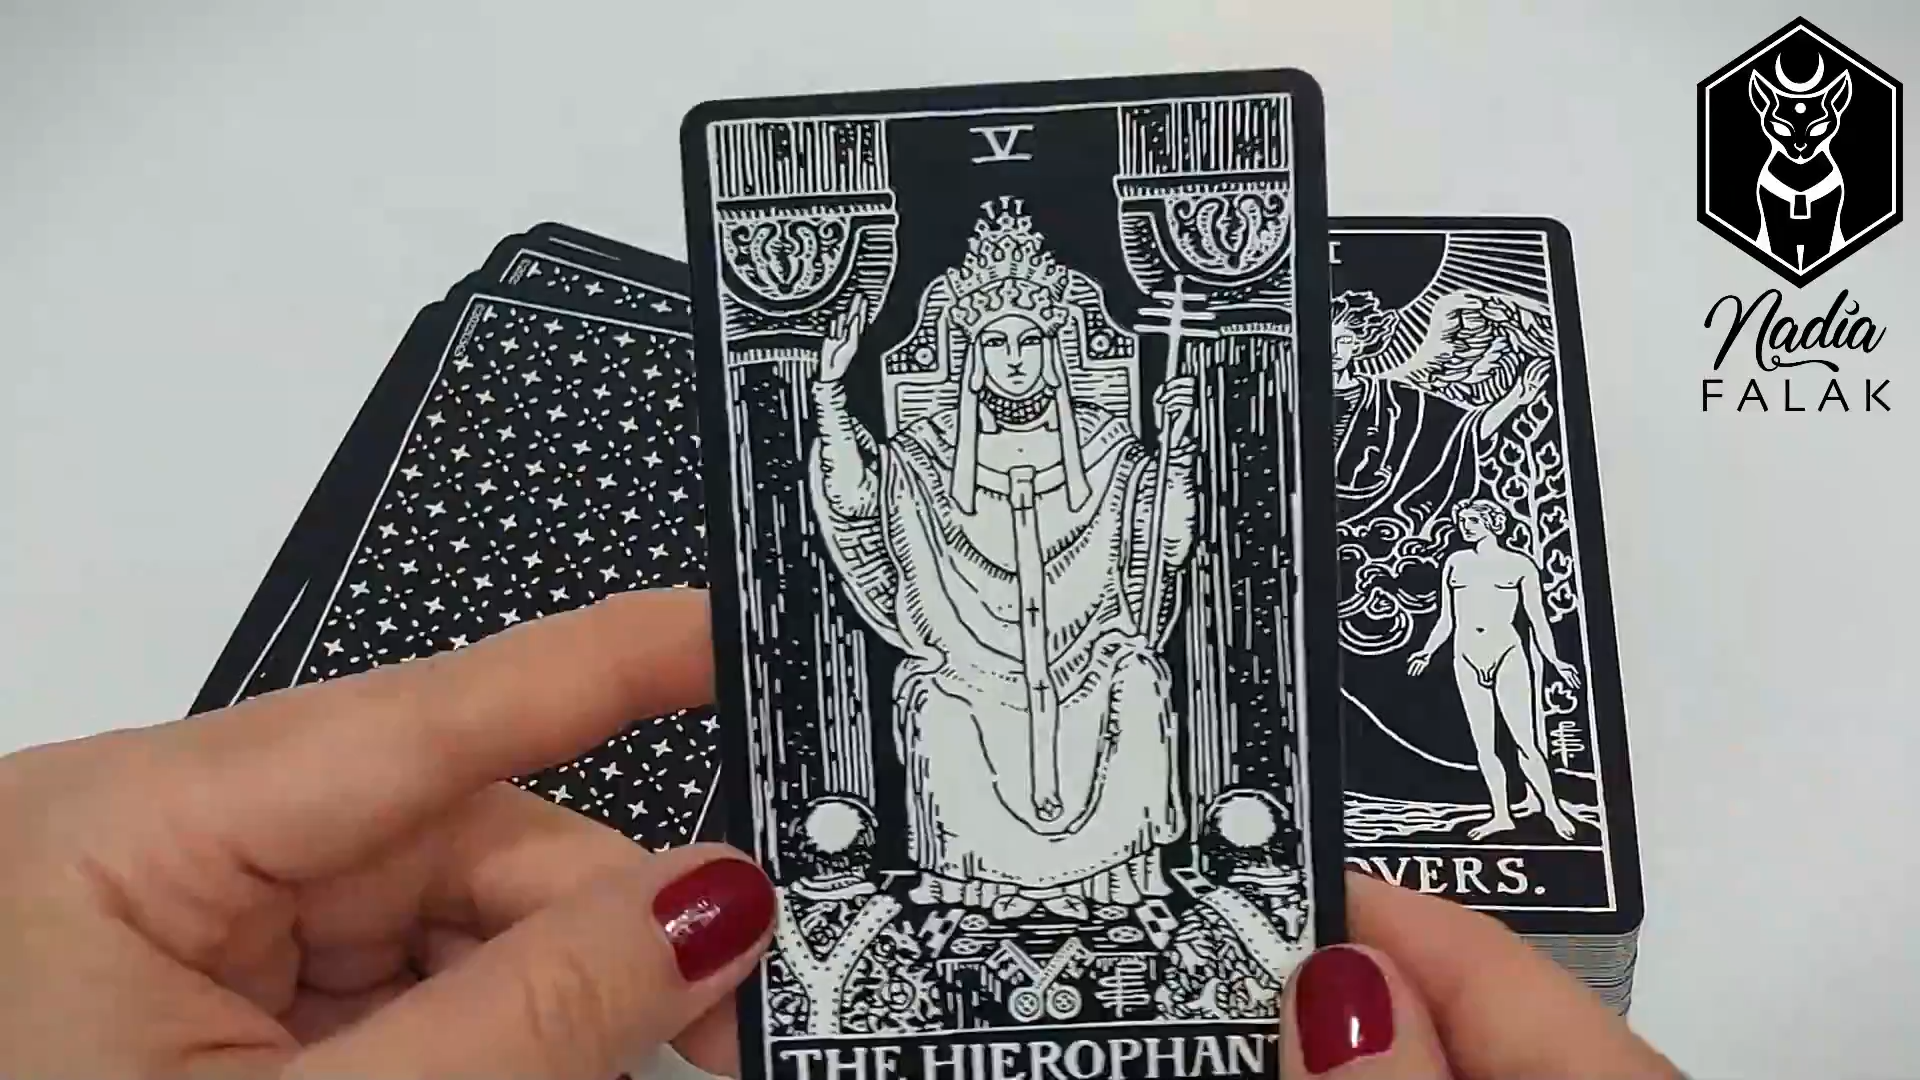 V
THE HIEROPHANT
I
OVERS.
Nadia
FALAK